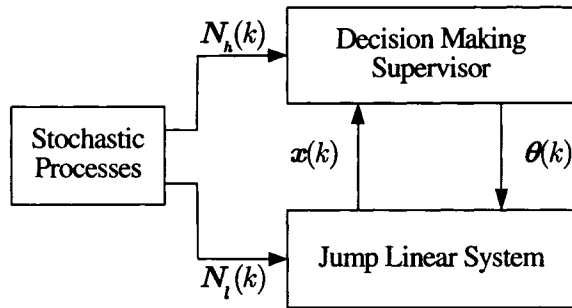 N_h(k)
Decision Making
Supervisor
Stochastic
Processes
x(k)
θ(k)
N_l(k)
Jump Linear System